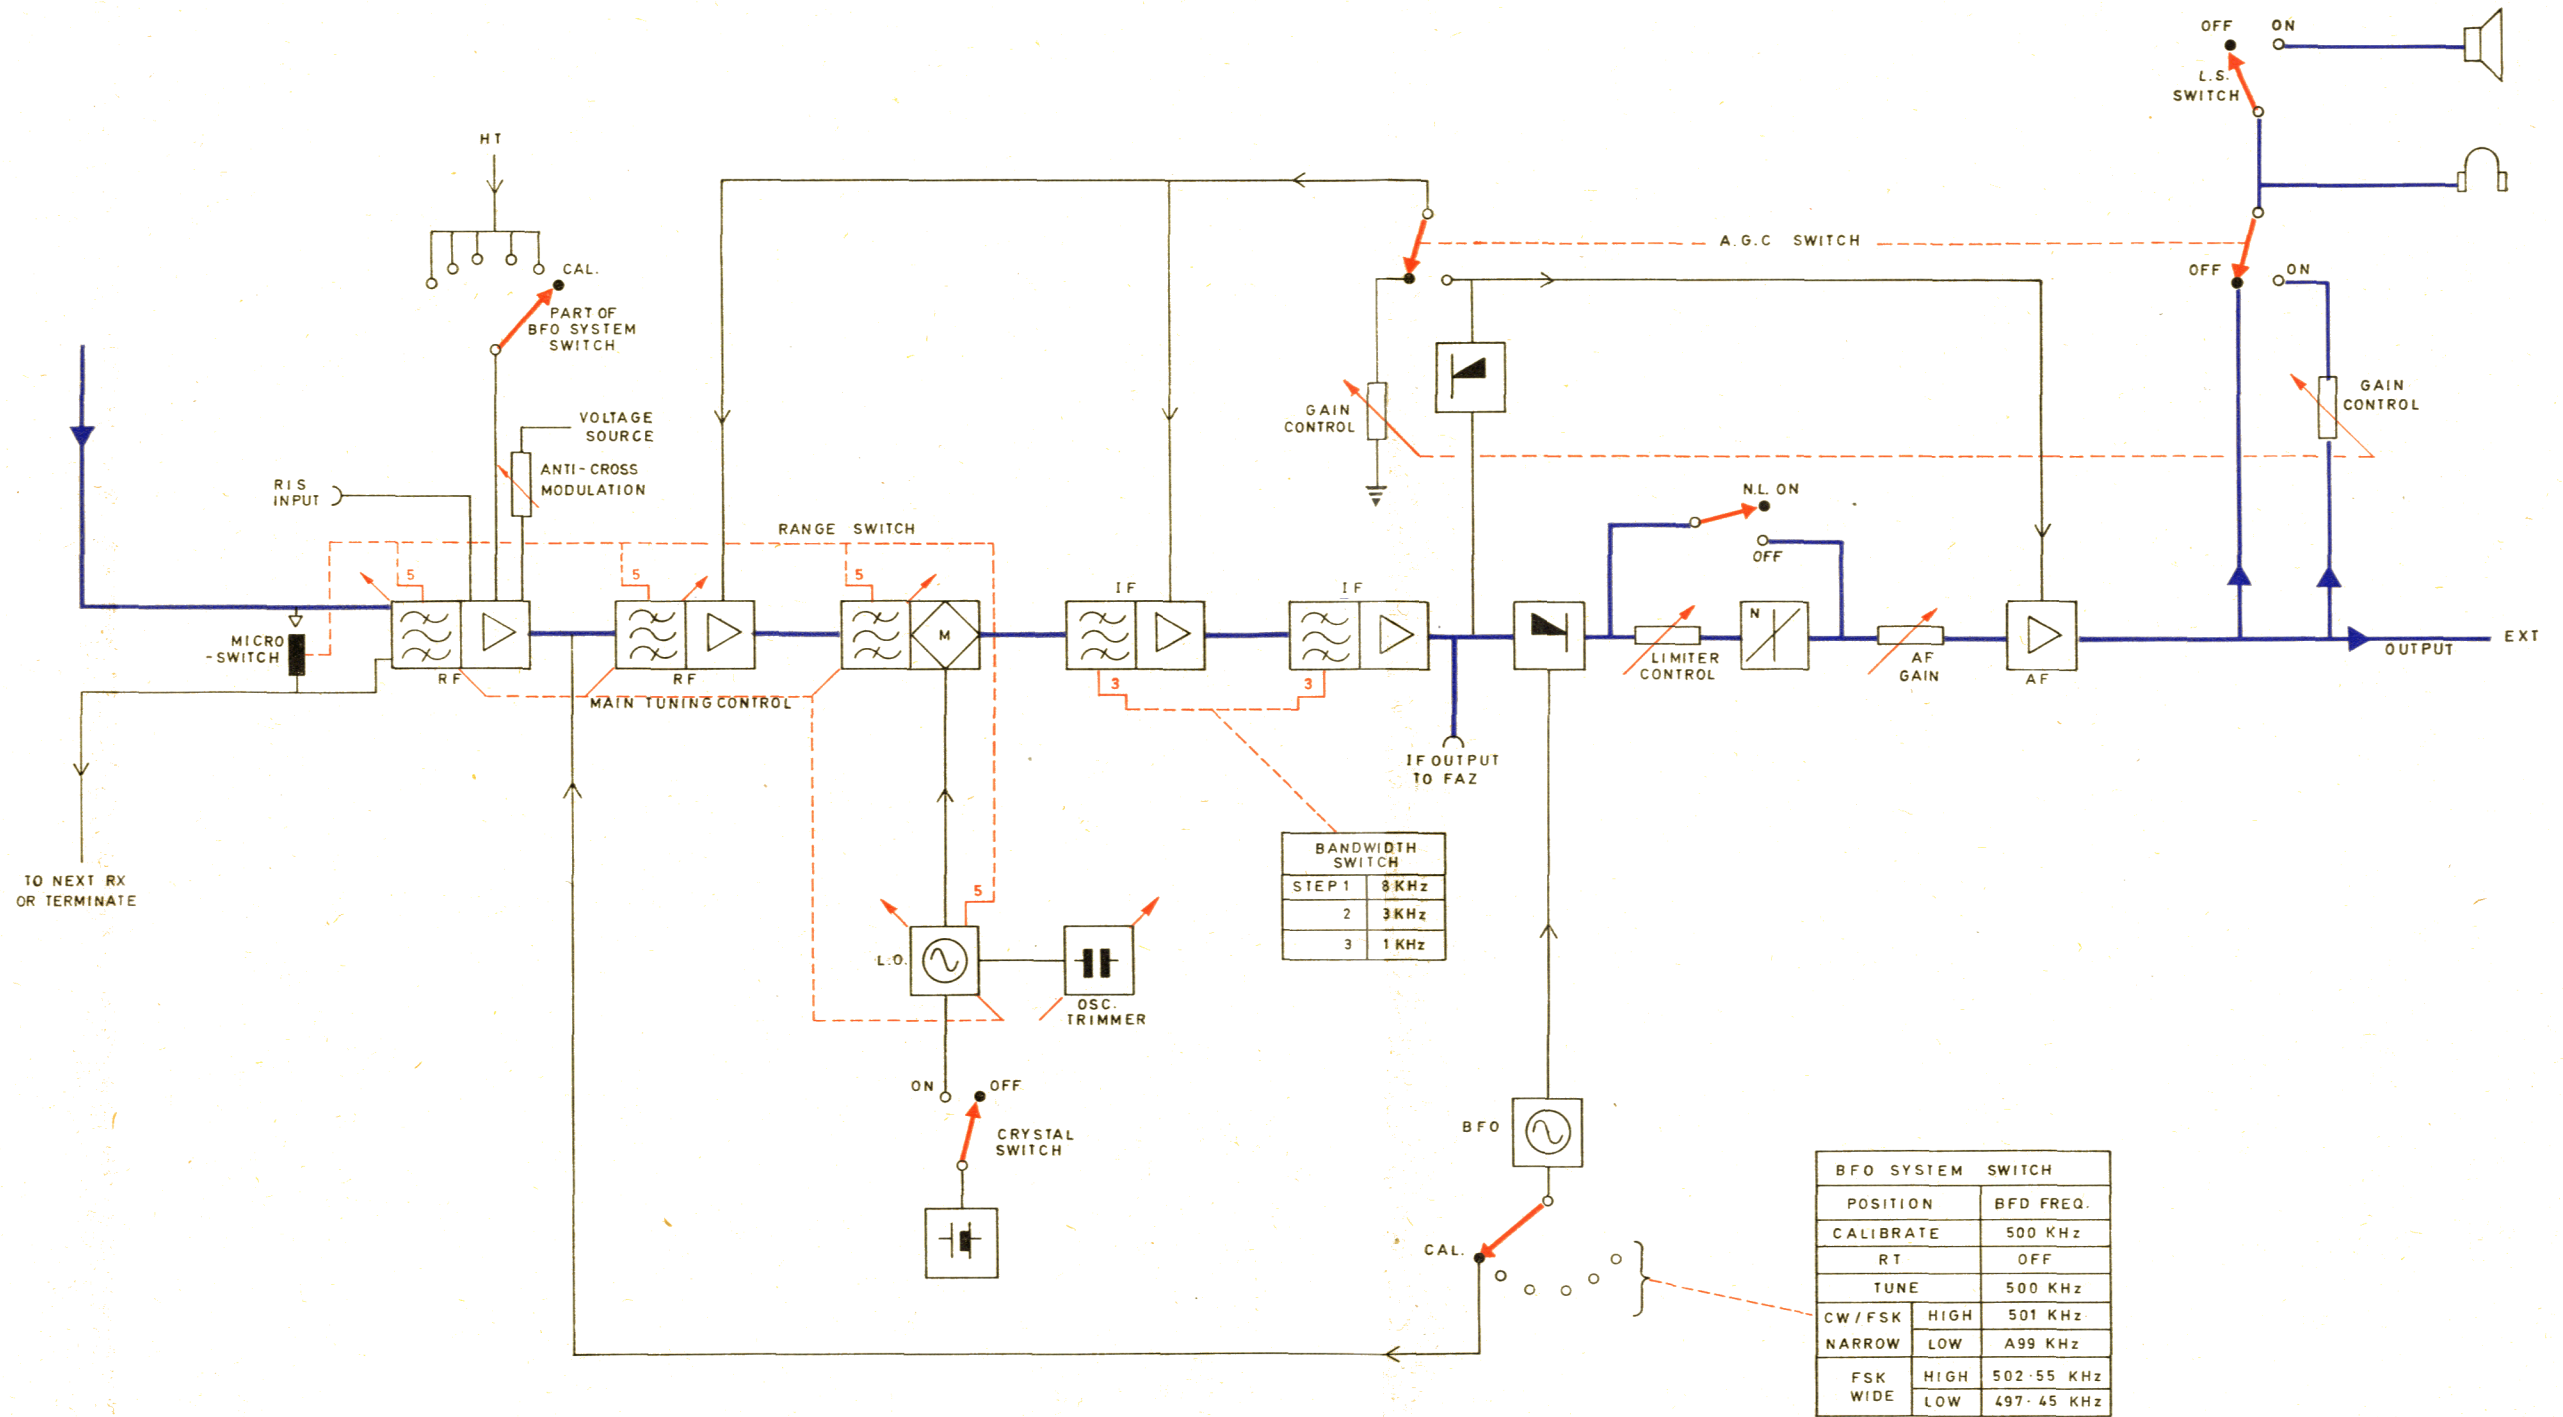 OFF ON
L.S.
SWITCH
HT
CAL.
PART OF
BFO SYSTEM
SWITCH
A.G.C SWITCH
OFF ON
VOLTAGE
SOURCE
GAIN
CONTROL
GAIN
CONTROL
ANTI-CROSS
MODULATION
RIS
INPUT
N.L. ON
OFF
RANGE SWITCH
5
5
5
IF
IF
MICRO
-SWITCH
RF
RF
M
N
LIMITER
CONTROL
AF
GAIN
AF
OUTPUT
EXT
MAIN TUNING CONTROL
3
3
IF OUTPUT
TO FAZ
TO NEXT RX
OR TERMINATE
BANDWIDTH
SWITCH
STEP 1 8 KHz
2 3 KHz
3 1 KHz
5
L.O.
OSC.
TRIMMER
ON OFF
CRYSTAL
SWITCH
BFO
CAL.
BFO SYSTEM SWITCH
POSITION BFD FREQ.
CALIBRATE 500 KHz
RT OFF
TUNE 500 KHz
CW/FSK HIGH 501 KHz
NARROW LOW A99 KHz
FSK HIGH 502·55 KHz
WIDE LOW 497·45 KHz